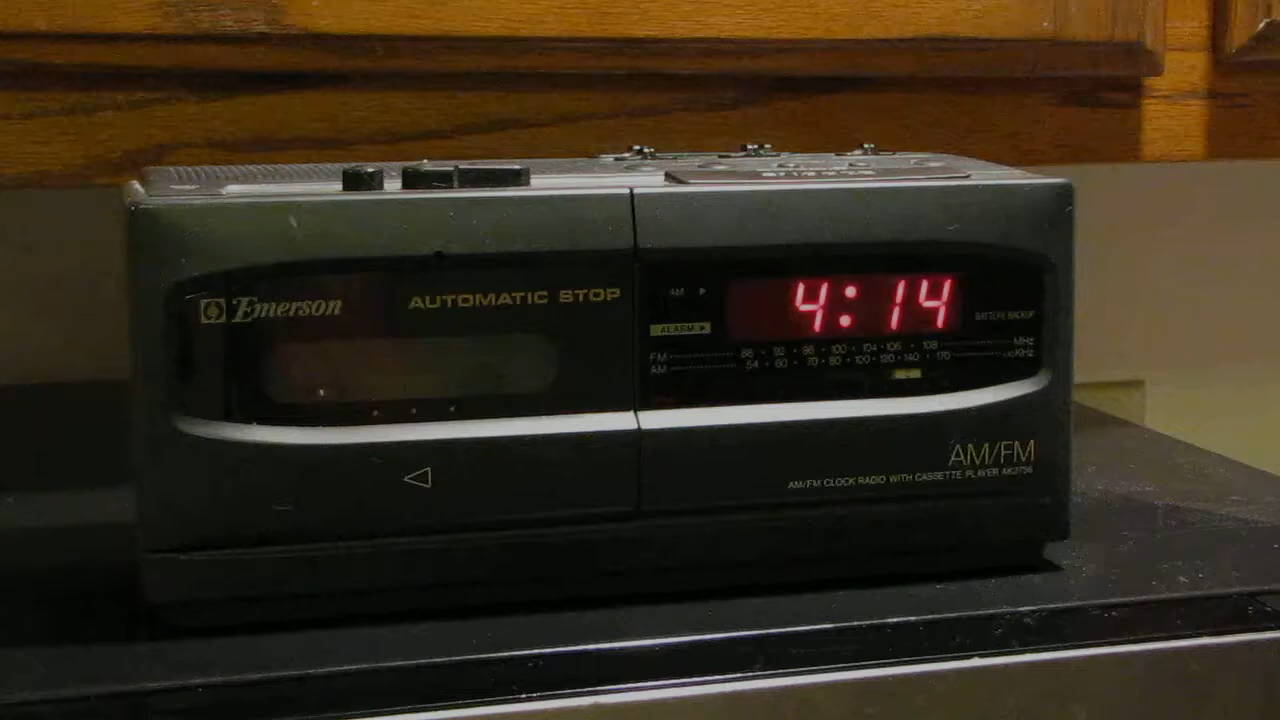 Emerson
AUTOMATIC STOP
AM
4:14
ALARM
BATTERY BACKUP
FM 88 92 96 100 104 106 108 MHz
AM 54 60 70 80 100 120 140 170 KHz
AM/FM
AM/FM CLOCK RADIO WITH CASSETTE PLAYER